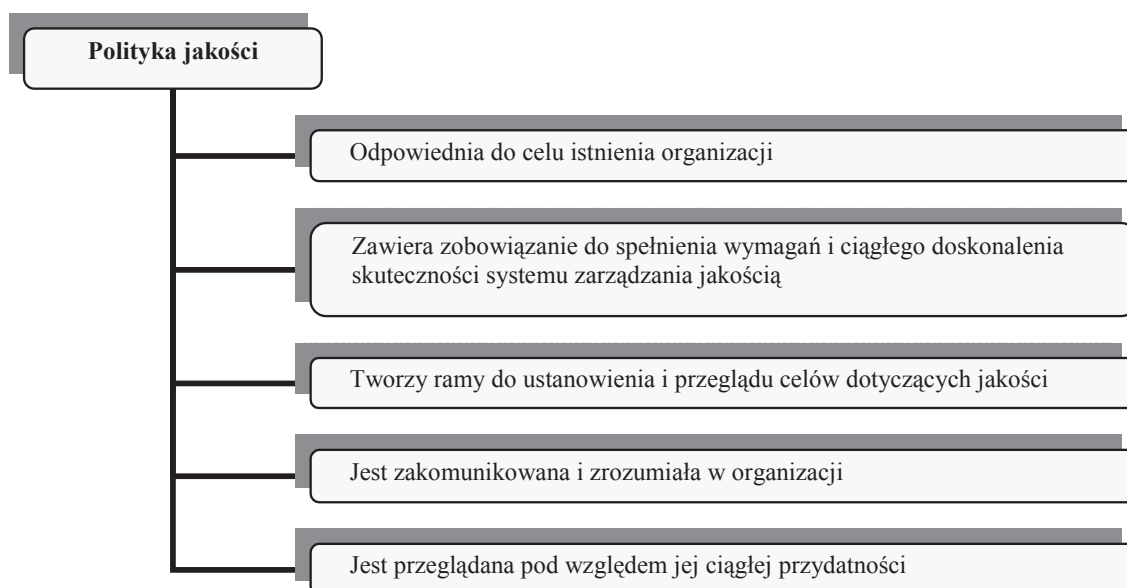 Polityka jakości
Odpowiednia do celu istnienia organizacji
Zawiera zobowiązanie do spełnienia wymagań i ciągłego doskonalenia
skuteczności systemu zarządzania jakością
Tworzy ramy do ustanowienia i przeglądu celów dotyczących jakości
Jest zakomunikowana i zrozumiała w organizacji
Jest przeglądana pod względem jej ciągłej przydatności